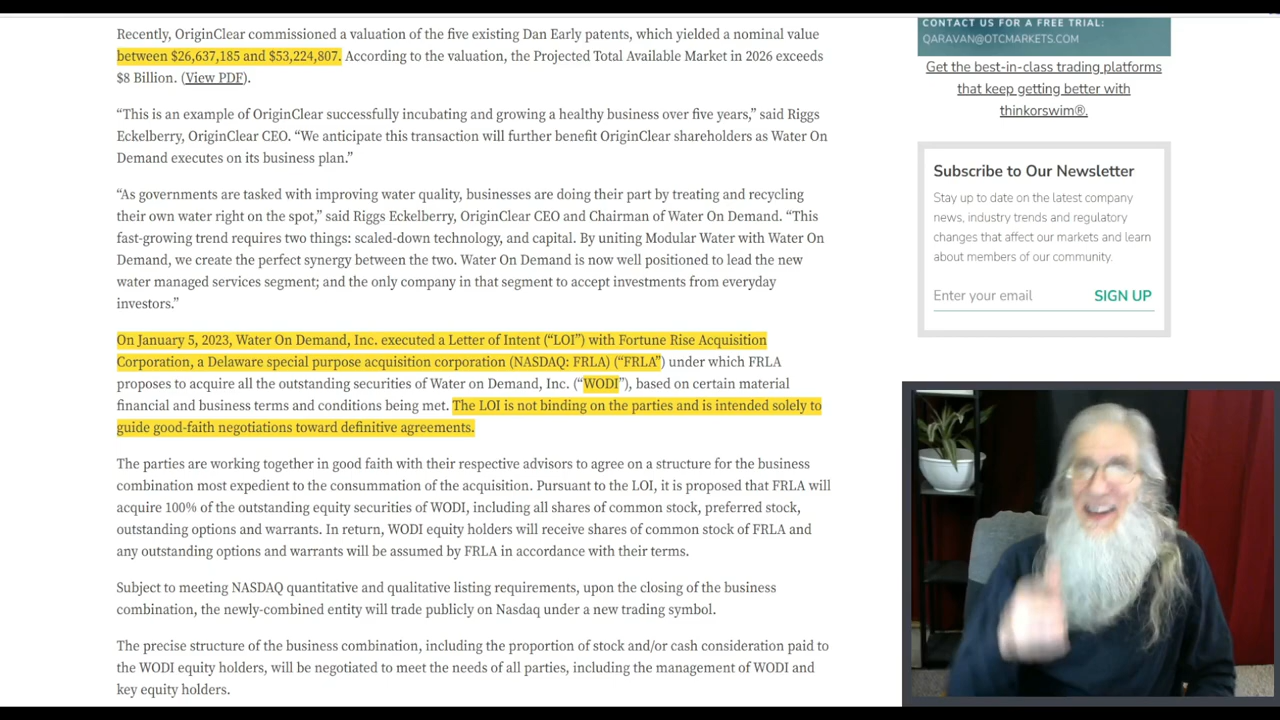 Recently, OriginClear commissioned a valuation of the five existing Dan Early patents, which yielded a nominal value
between $26,637,185 and $53,224,807. According to the valuation, the Projected Total Available Market in 2026 exceeds
$8 Billion. (View PDF).
“This is an example of OriginClear successfully incubating and growing a healthy business over five years,” said Riggs
Eckelberry, OriginClear CEO. “We anticipate this transaction will further benefit OriginClear shareholders as Water On
Demand executes on its business plan.”
“As governments are tasked with improving water quality, businesses are doing their part by treating and recycling
their own water right on the spot,” said Riggs Eckelberry, OriginClear CEO and Chairman of Water On Demand. “This
fast-growing trend requires two things: scaled-down technology, and capital. By uniting Modular Water with Water On
Demand, we create the perfect synergy between the two. Water On Demand is now well positioned to lead the new
water managed services segment; and the only company in that segment to accept investments from everyday
investors.”
On January 5, 2023, Water On Demand, Inc. executed a Letter of Intent (“LOI”) with Fortune Rise Acquisition
Corporation, a Delaware special purpose acquisition corporation (NASDAQ: FRLA) (“FRLA”) under which FRLA
proposes to acquire all the outstanding securities of Water on Demand, Inc. (“WODI”), based on certain material
financial and business terms and conditions being met. The LOI is not binding on the parties and is intended solely to
guide good-faith negotiations toward definitive agreements.
The parties are working together in good faith with their respective advisors to agree on a structure for the business
combination most expedient to the consummation of the acquisition. Pursuant to the LOI, it is proposed that FRLA will
acquire 100% of the outstanding equity securities of WODI, including all shares of common stock, preferred stock,
outstanding options and warrants. In return, WODI equity holders will receive shares of common stock of FRLA and
any outstanding options and warrants will be assumed by FRLA in accordance with their terms.
Subject to meeting NASDAQ quantitative and qualitative listing requirements, upon the closing of the business
combination, the newly-combined entity will trade publicly on Nasdaq under a new trading symbol.
The precise structure of the business combination, including the proportion of stock and/or cash consideration paid to
the WODI equity holders, will be negotiated to meet the needs of all parties, including the management of WODI and
key equity holders.
CONTACT US FOR A FREE TRIAL:
QARAVAN@OTCMARKETS.COM
Get the best-in-class trading platforms
that keep getting better with
thinkorswim®.
Subscribe to Our Newsletter
Stay up to date on the latest company
news, industry trends and regulatory
changes that affect our markets and learn
about members of our community.
Enter your email
SIGN UP